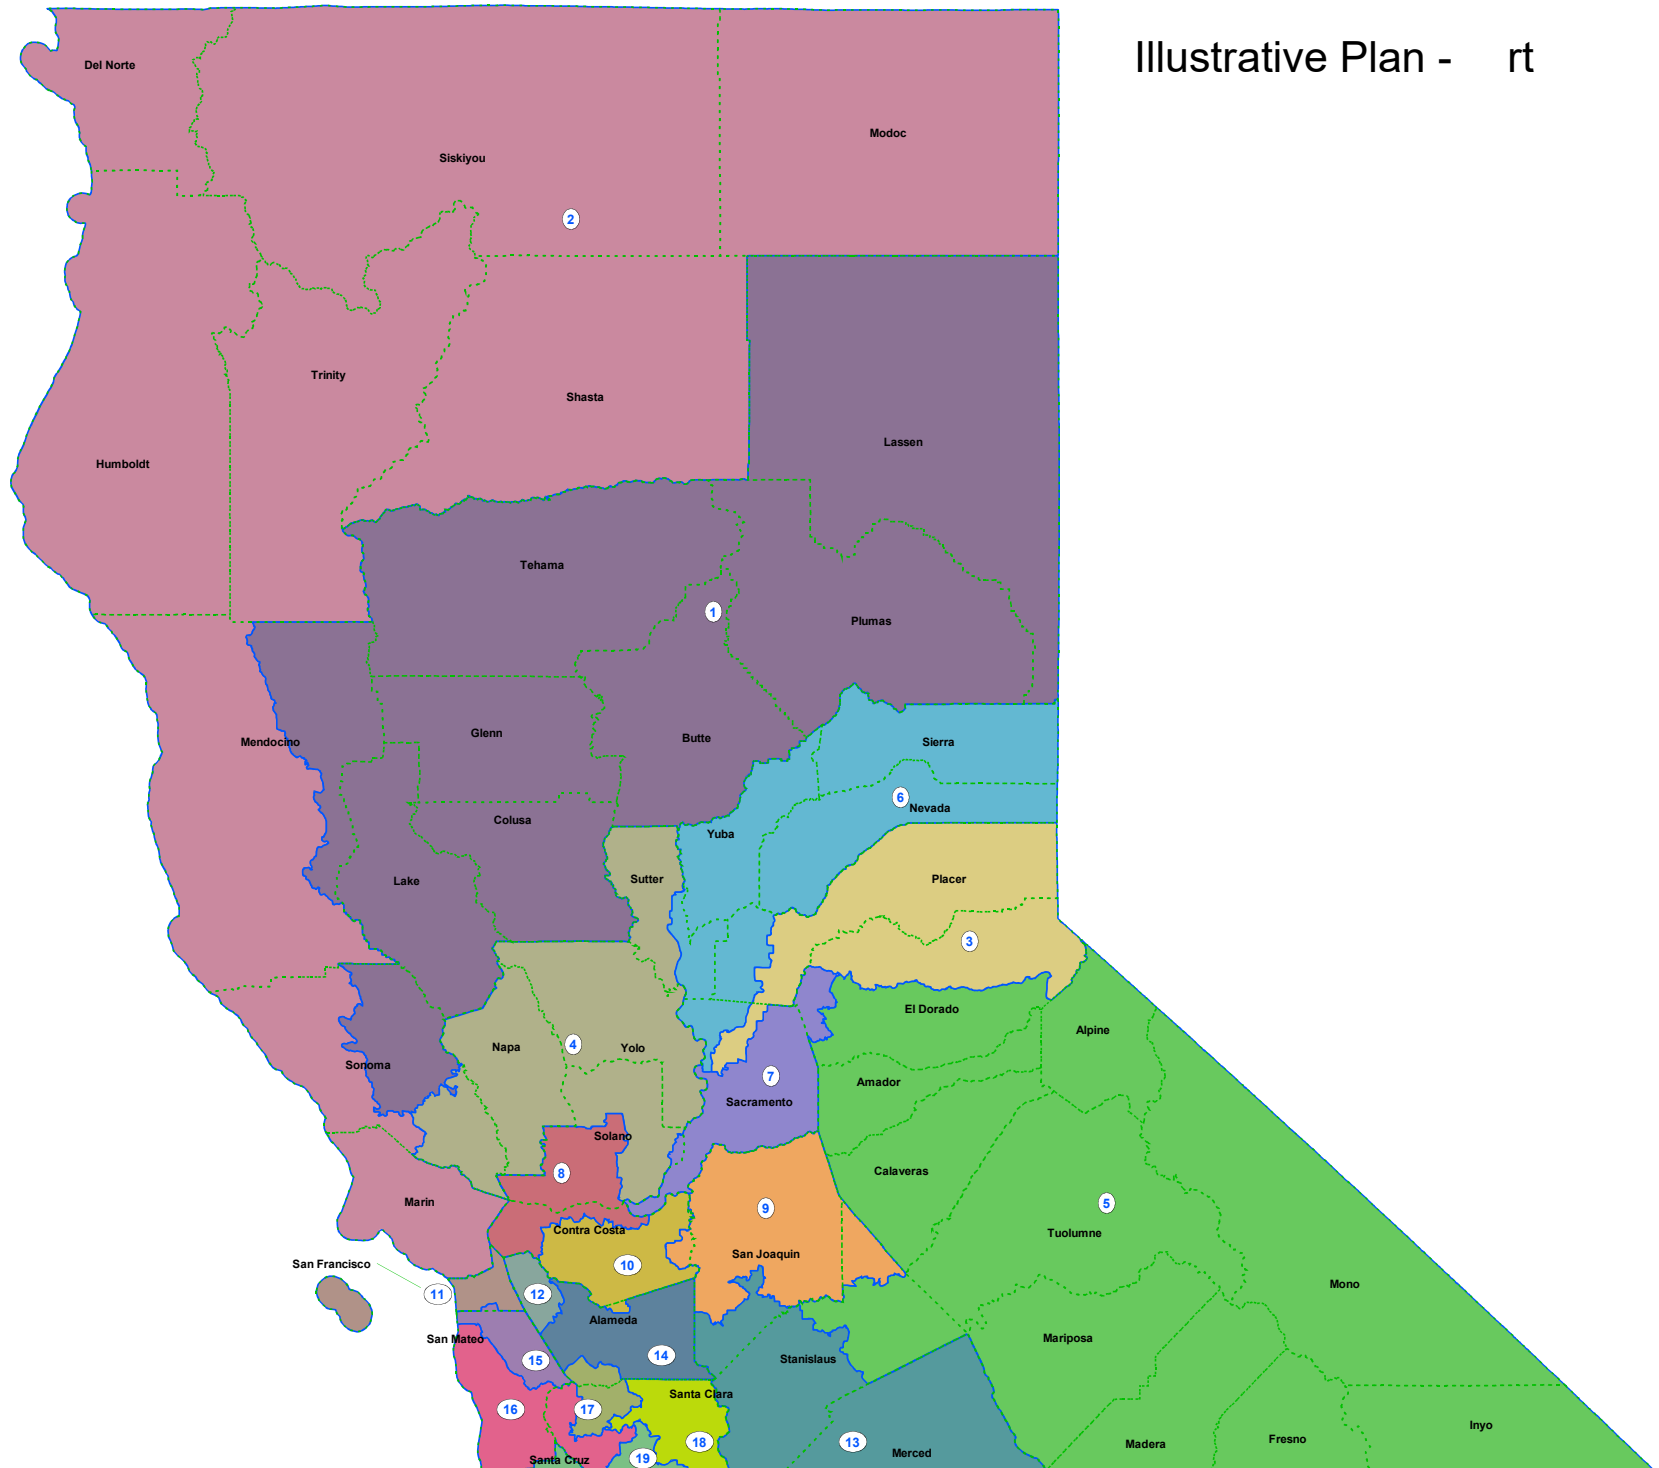 Illustrative Plan - rt
Del Norte
Modoc
Siskiyou
2
Trinity
Shasta
Lassen
Humboldt
Tehama
1
Plumas
Mendocino
Glenn
Butte
Sierra
6
Nevada
Colusa
Yuba
Lake
Sutter
Placer
3
El Dorado
Alpine
Napa
4
Yolo
Sonoma
7
Amador
Sacramento
Solano
8
Calaveras
Marin
9
5
Contra Costa
Tuolumne
San Joaquin
San Francisco
10
Mono
11
12
Alameda
San Mateo
Mariposa
14
15
Stanislaus
Santa Clara
16
17
Inyo
18
13
Madera
Fresno
Merced
Santa Cruz
19